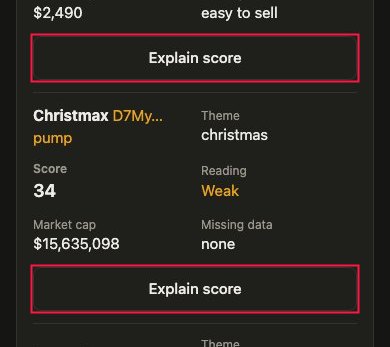 $2,490 easy to sell
Explain score
Christmax D7My... Theme
pump christmas
Score Reading
34 Weak
Market cap Missing data
$15,635,098 none
Explain score
Theme